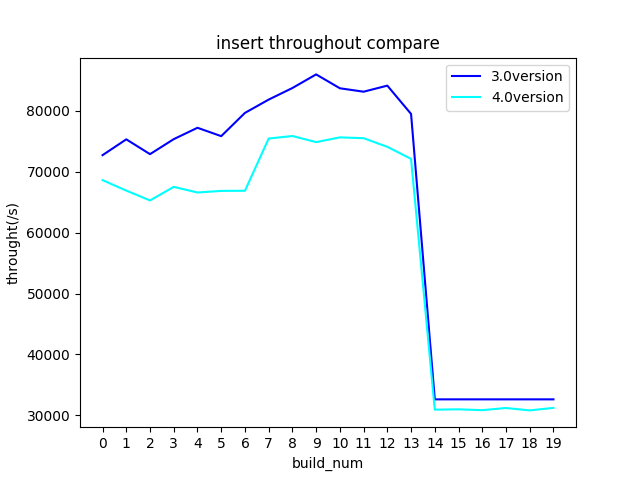 insert throughout compare
3.0version
4.0version
throught(/s)
80000
70000
60000
50000
40000
30000
0 1 2 3 4 5 6 7 8 9 10 11 12 13 14 15 16 17 18 19
build_num